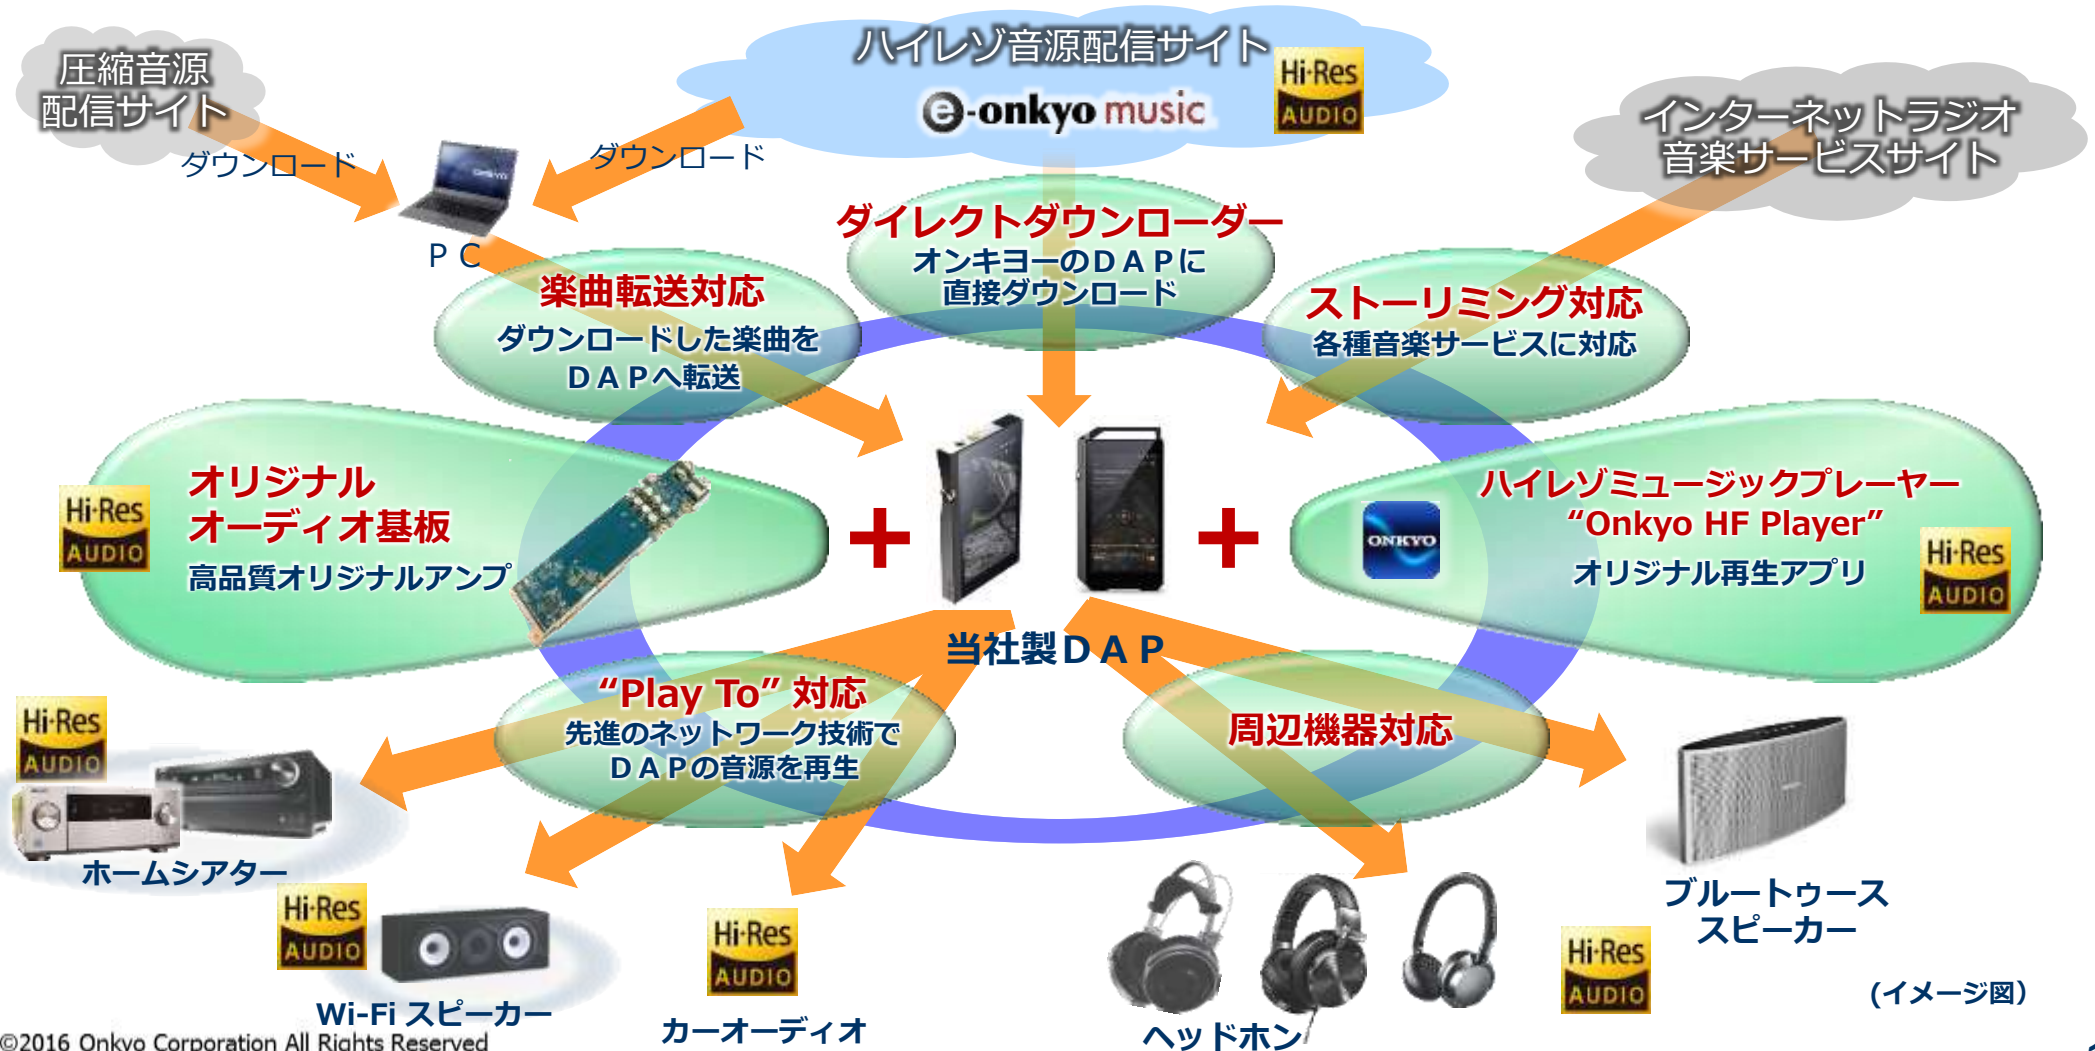 圧縮音源
配信サイト
ハイレゾ音源配信サイト
e-onkyo music
Hi-Res
AUDIO
インターネットラジオ
音楽サービスサイト
ダウンロード
ONKYO
ダウンロード
ＰＣ
ダイレクトダウンローダー
オンキヨーのＤＡＰに
直接ダウンロード
楽曲転送対応
ダウンロードした楽曲を
ＤＡＰへ転送
ストーリミング対応
各種音楽サービスに対応
Hi-Res
AUDIO
オリジナル
オーディオ基板
高品質オリジナルアンプ
+
+
ONKYO
ハイレゾミュージックプレーヤー
“Onkyo HF Player”
オリジナル再生アプリ
Hi-Res
AUDIO
当社製ＤＡＰ
“Play To” 対応
先進のネットワーク技術で
ＤＡＰの音源を再生
周辺機器対応
Hi-Res
AUDIO
ホームシアター
Hi-Res
AUDIO
Wi-Fi スピーカー
Hi-Res
AUDIO
カーオーディオ
ヘッドホン
Hi-Res
AUDIO
ブルートゥース
スピーカー
(イメージ図)
©2016 Onkyo Corporation All Rights Reserved